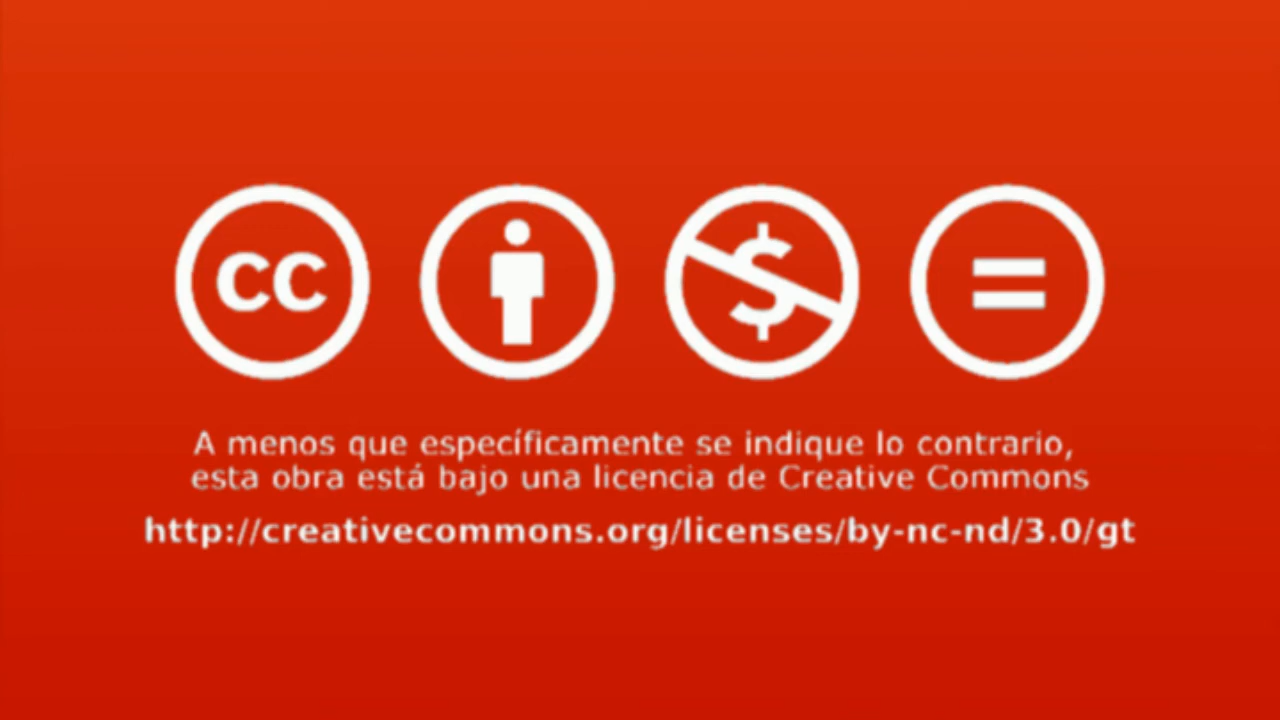 cc $ =
A menos que específicamente se indique lo contrario,
esta obra está bajo una licencia de Creative Commons
http://creativecommons.org/licenses/by-nc-nd/3.0/gt